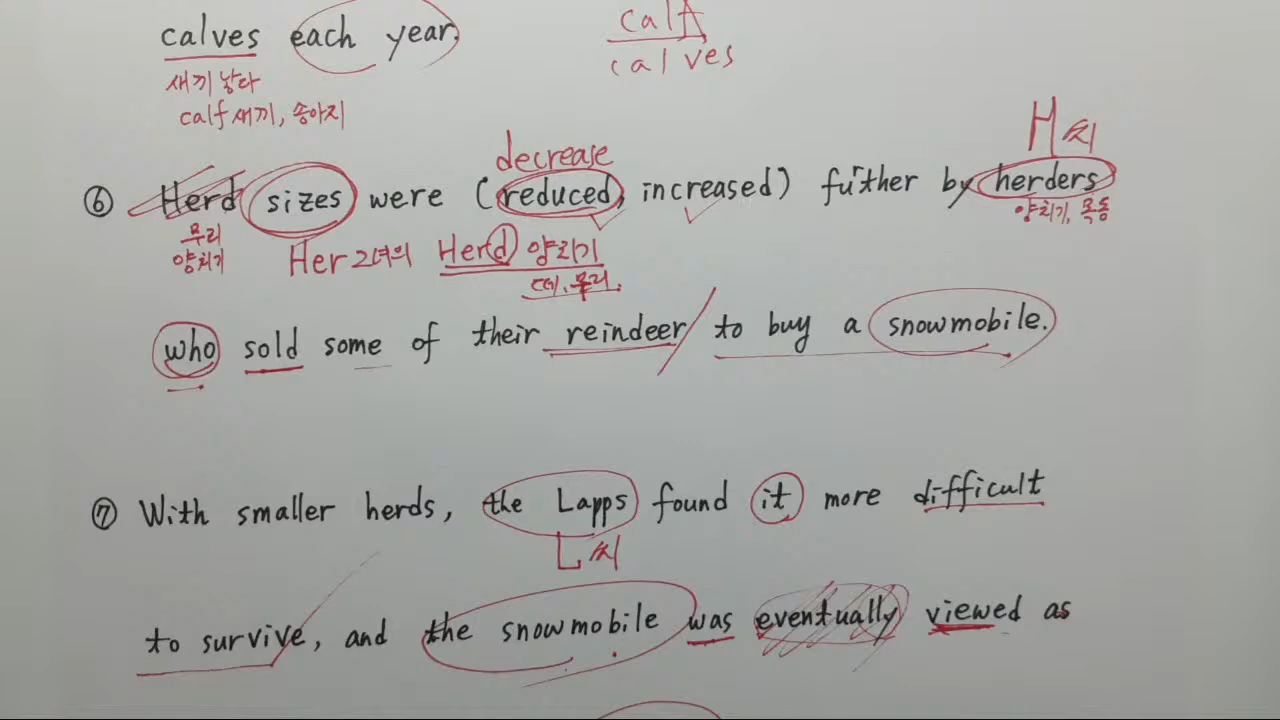 calves each year.
calf
calves
새끼 낳다
calf 새끼, 송아지
H씨
decrease
⑥ Herd sizes were (reduced, increased) further by herders
무리
양치기
양치기, 목동
Her 그녀의 Herd 양치기
떼, 무리.
who sold some of their reindeer / to buy a snowmobile.
⑦ With smaller herds, the Lapps found it more difficult
L씨
to survive, and the snowmobile was eventually viewed as